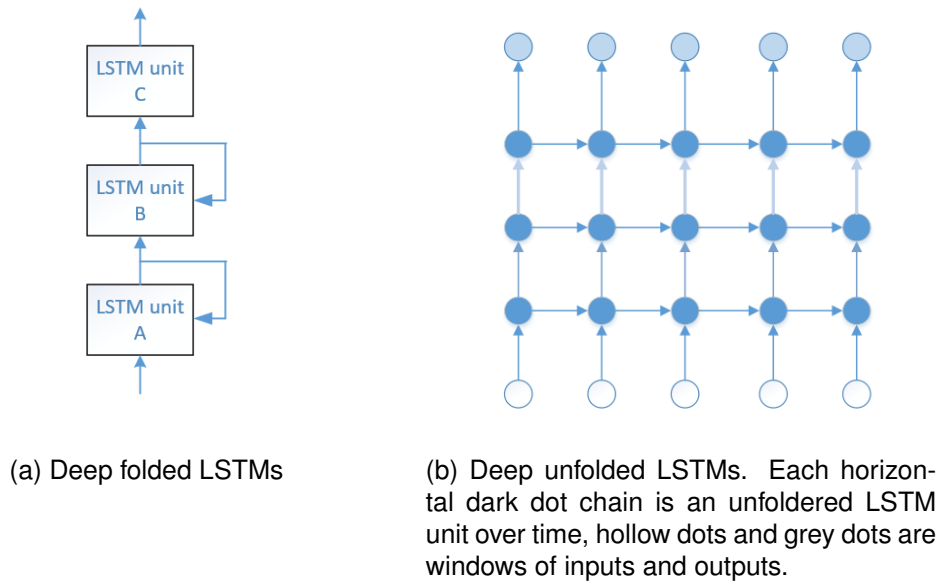 LSTM unit
C
LSTM unit
B
LSTM unit
A
(a) Deep folded LSTMs
(b) Deep unfolded LSTMs. Each horizon-
tal dark dot chain is an unfoldered LSTM
unit over time, hollow dots and grey dots are
windows of inputs and outputs.